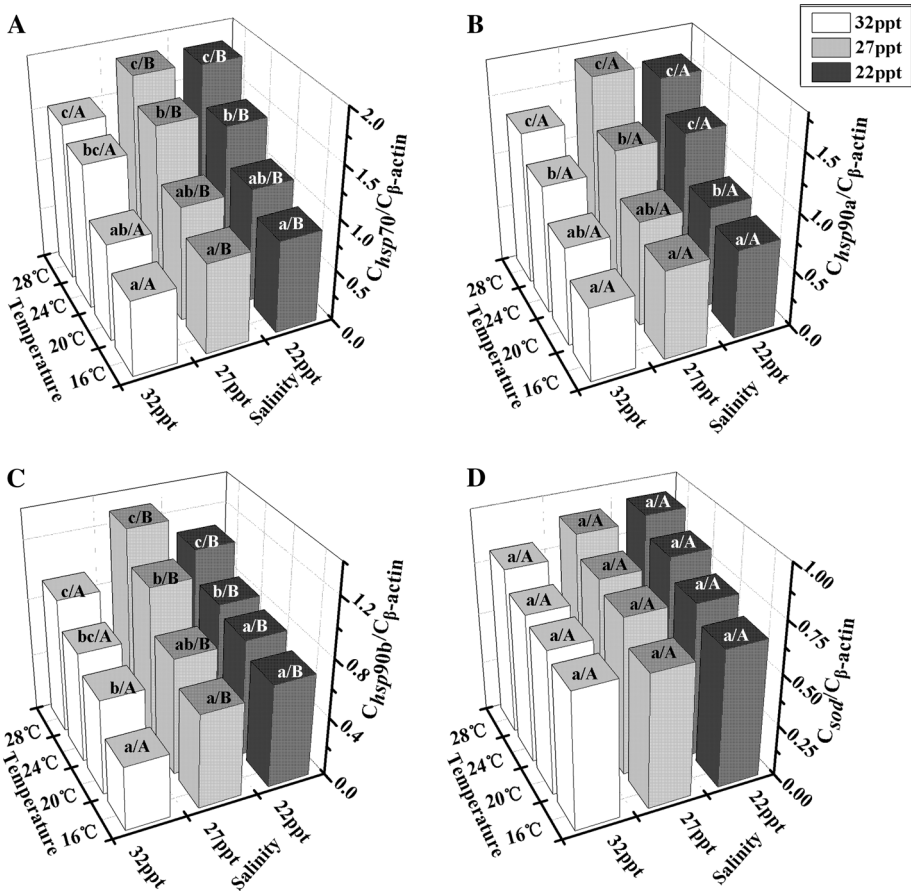 A
c/B
c/B
c/A
b/B
b/B
bc/A
ab/B
ab/B
ab/A
a/B
a/B
a/A
2.0
1.5
1.0
0.5
0.0
Chsp70/Cβ-actin
28℃
24℃
20℃
16℃
Temperature
32ppt
27ppt
22ppt
Salinity
B
c/A
c/A
c/A
b/A
c/A
b/A
ab/A
b/A
ab/A
a/A
a/A
a/A
1.5
1.0
0.5
0.0
Chsp90a/Cβ-actin
28℃
24℃
20℃
16℃
Temperature
32ppt
27ppt
22ppt
Salinity
32ppt
27ppt
22ppt
C
c/B
c/B
c/A
b/B
b/B
bc/A
ab/B
a/B
b/A
a/B
a/B
a/A
1.2
0.8
0.4
0.0
Chsp90b/Cβ-actin
28℃
24℃
20℃
16℃
Temperature
32ppt
27ppt
22ppt
Salinity
D
a/A
a/A
a/A
a/A
a/A
a/A
a/A
a/A
a/A
a/A
a/A
a/A
1.00
0.75
0.50
0.25
0.00
Csod/Cβ-actin
28℃
24℃
20℃
16℃
Temperature
32ppt
27ppt
22ppt
Salinity